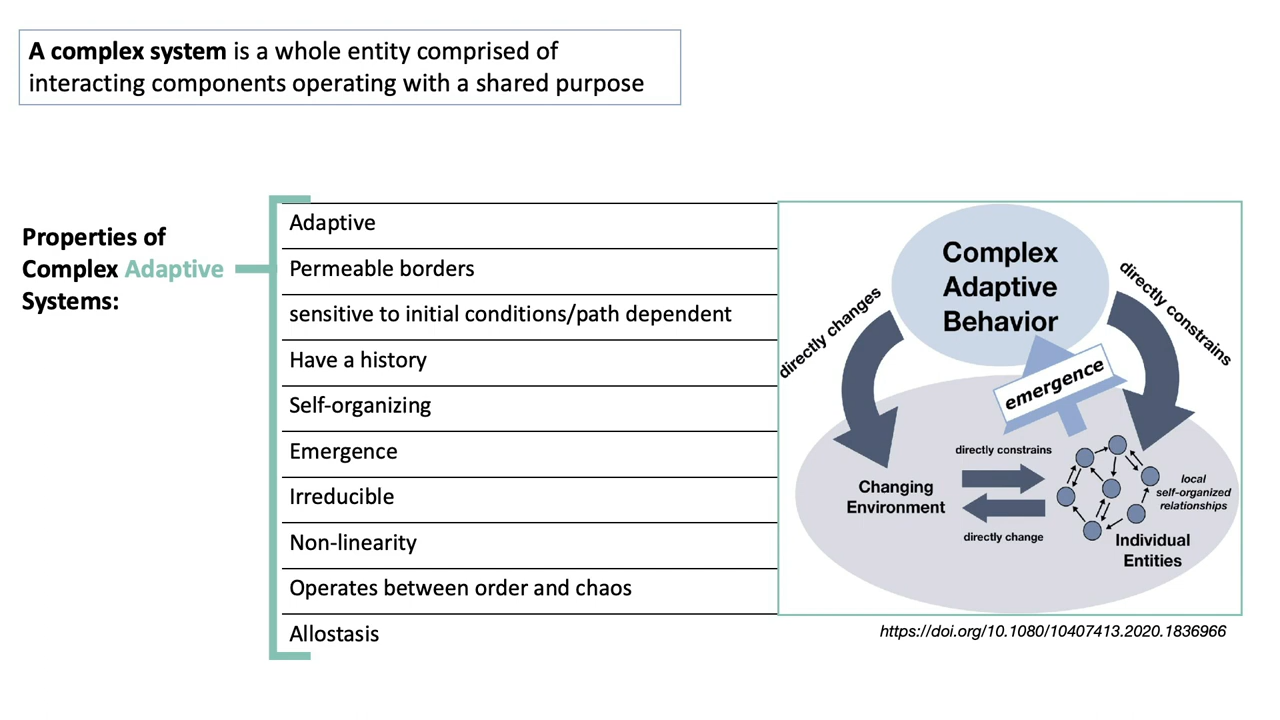 A complex system is a whole entity comprised of
interacting components operating with a shared purpose
Properties of
Complex Adaptive
Systems:
Adaptive
Permeable borders
sensitive to initial conditions/path dependent
Have a history
Self-organizing
Emergence
Irreducible
Non-linearity
Operates between order and chaos
Allostasis
Complex
Adaptive
Behavior
directly changes
directly constrains
emergence
directly constrains
Changing
Environment
directly change
local
self-organized
relationships
Individual
Entities
https://doi.org/10.1080/10407413.2020.1836966